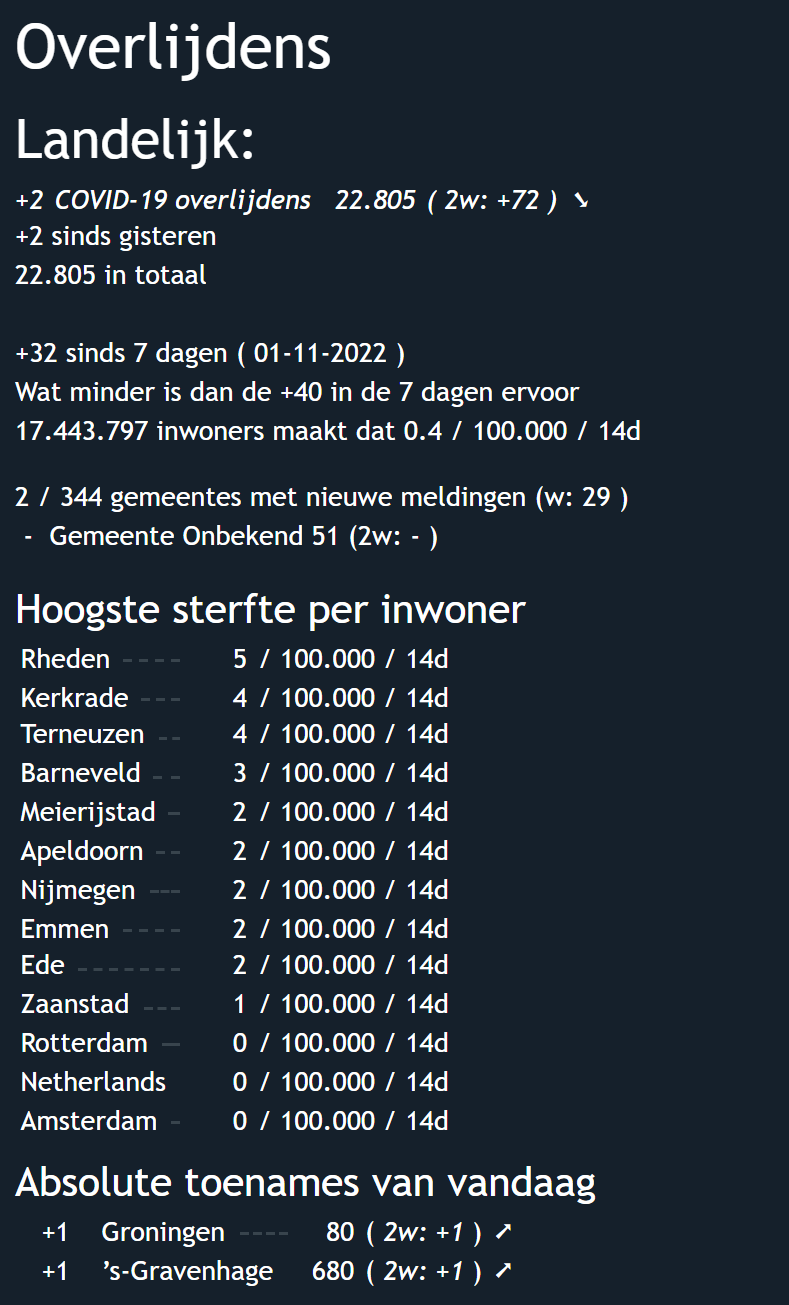 Overlijdens
Landelijk:
+2 COVID-19 overlijdens 22.805 ( 2w: +72 ) ➘
+2 sinds gisteren
22.805 in totaal
+32 sinds 7 dagen ( 01-11-2022 )
Wat minder is dan de +40 in de 7 dagen ervoor
17.443.797 inwoners maakt dat 0.4 / 100.000 / 14d
2 / 344 gemeentes met nieuwe meldingen (w: 29 )
- Gemeente Onbekend 51 (2w: - )
Hoogste sterfte per inwoner
Rheden ---- 5 / 100.000 / 14d
Kerkrade --- 4 / 100.000 / 14d
Terneuzen -- 4 / 100.000 / 14d
Barneveld -- 3 / 100.000 / 14d
Meierijstad - 2 / 100.000 / 14d
Apeldoorn -- 2 / 100.000 / 14d
Nijmegen --- 2 / 100.000 / 14d
Emmen ---- 2 / 100.000 / 14d
Ede ------- 2 / 100.000 / 14d
Zaanstad --- 1 / 100.000 / 14d
Rotterdam — 0 / 100.000 / 14d
Netherlands 0 / 100.000 / 14d
Amsterdam - 0 / 100.000 / 14d
Absolute toenames van vandaag
+1 Groningen ---- 80 ( 2w: +1 ) ➚
+1 ’s-Gravenhage 680 ( 2w: +1 ) ➚